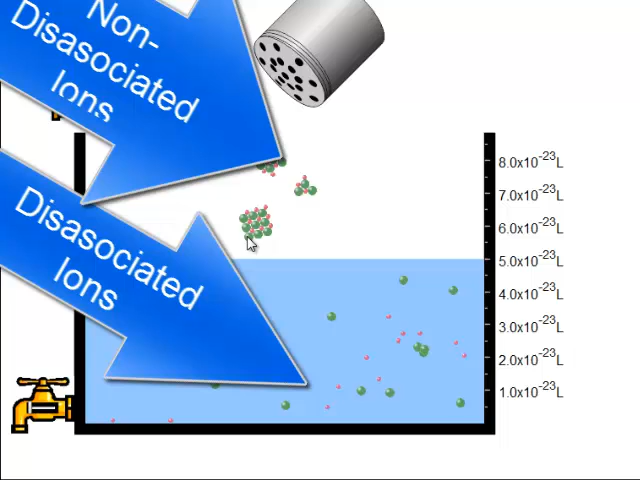 Non-
Disasociated
Ions
Disasociated
Ions
8.0x10-23L
7.0x10-23L
6.0x10-23L
5.0x10-23L
4.0x10-23L
3.0x10-23L
2.0x10-23L
1.0x10-23L